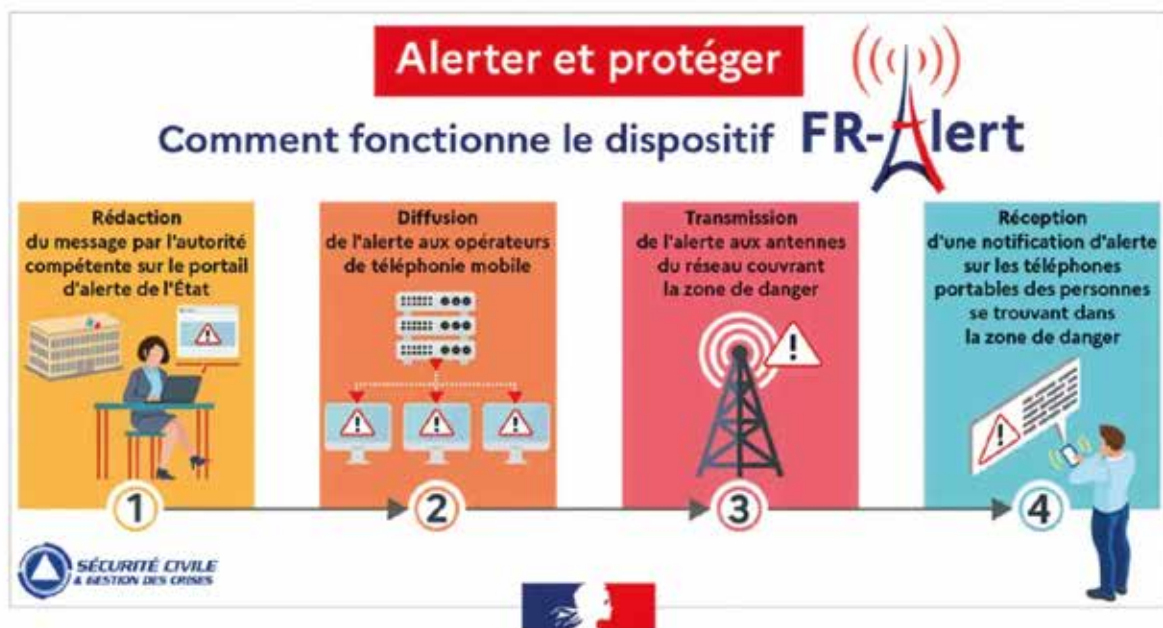 Alerter et protéger
Comment fonctionne le dispositif FR-Alert
Rédaction
du message par l'autorité
compétente sur le portail
d'alerte de l'État
1
Diffusion
de l'alerte aux opérateurs
de téléphonie mobile
2
Transmission
de l'alerte aux antennes
du réseau couvrant
la zone de danger
3
Réception
d'une notification d'alerte
sur les téléphones
portables des personnes
se trouvant dans
la zone de danger
4
SÉCURITÉ CIVILE
& GESTION DES CRISES